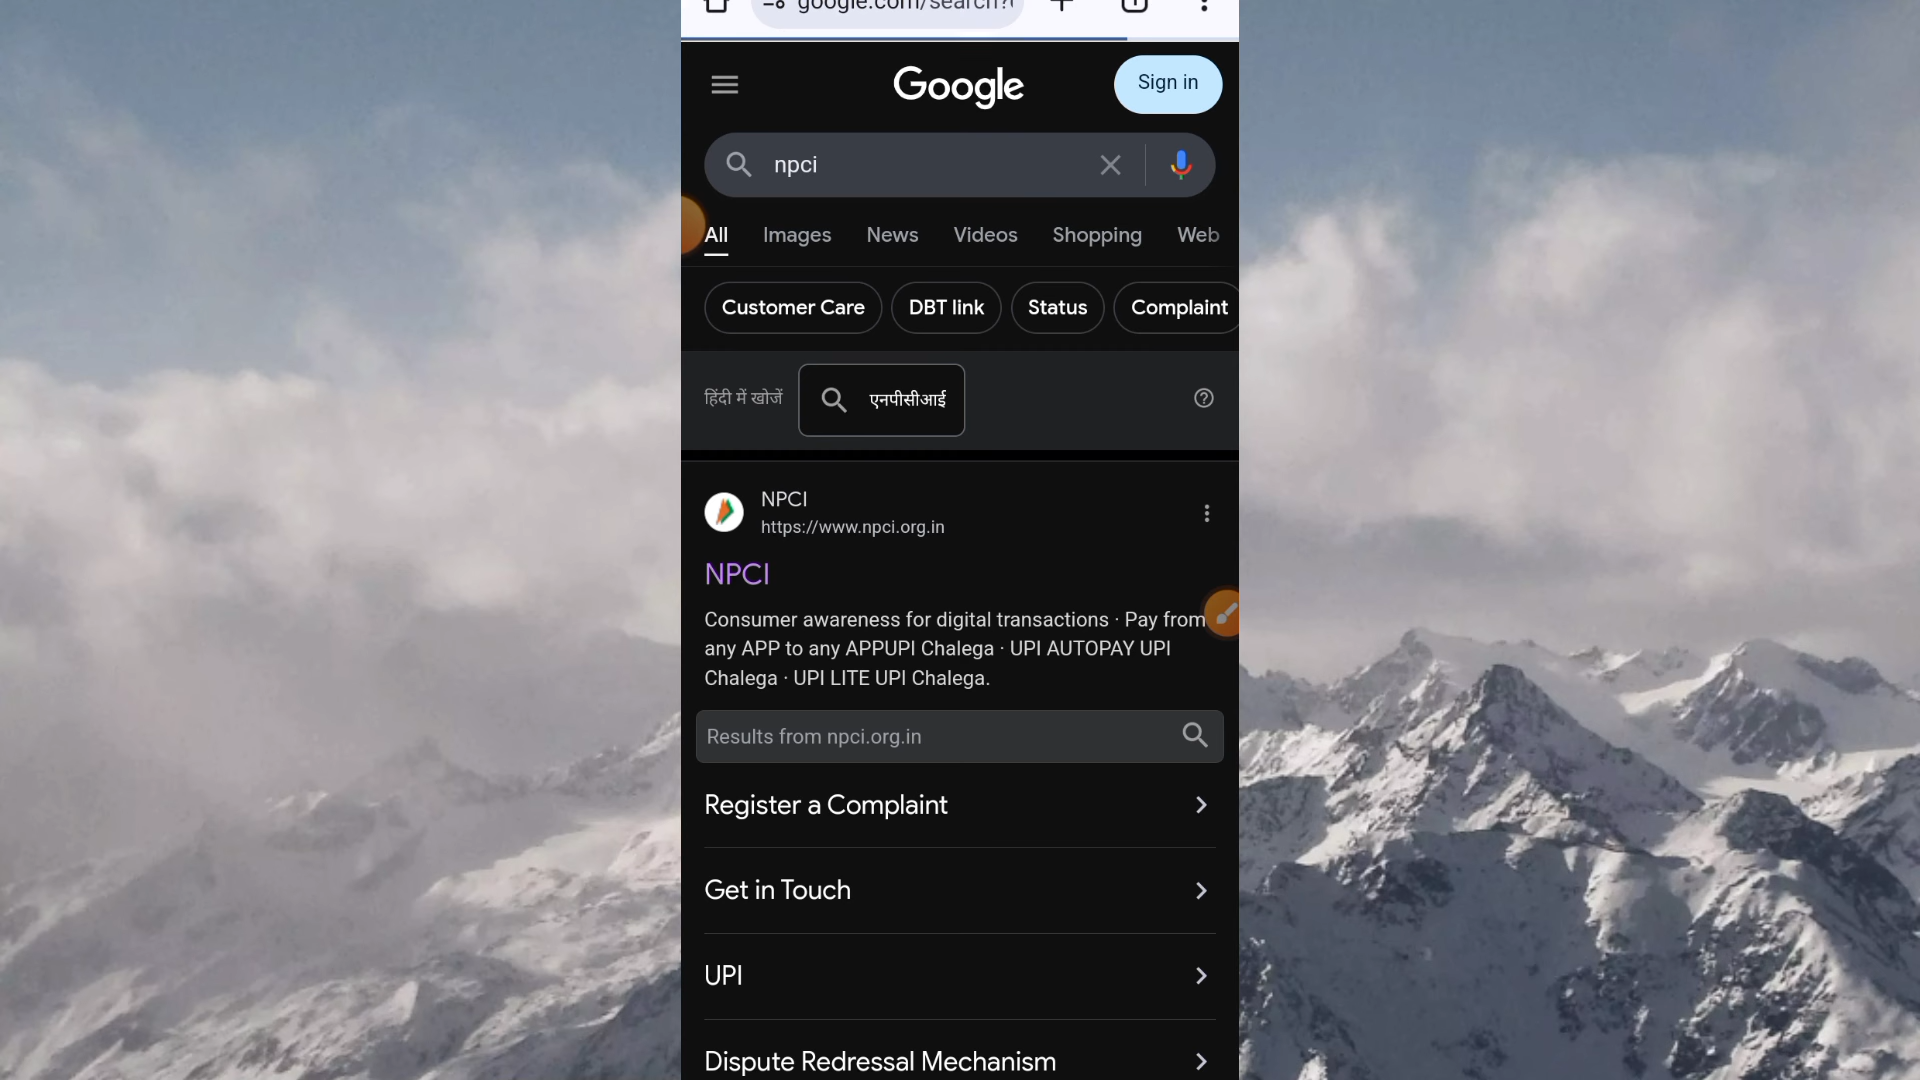 google.com/search?
Google
Sign in
npci
All Images News Videos Shopping Web
Customer Care DBT link Status Complaint
हिंदी में खोजें एनपीसीआई
NPCI
https://www.npci.org.in
NPCI
Consumer awareness for digital transactions · Pay from
any APP to any APPUPI Chalega · UPI AUTOPAY UPI
Chalega · UPI LITE UPI Chalega.
Results from npci.org.in
Register a Complaint
Get in Touch
UPI
Dispute Redressal Mechanism